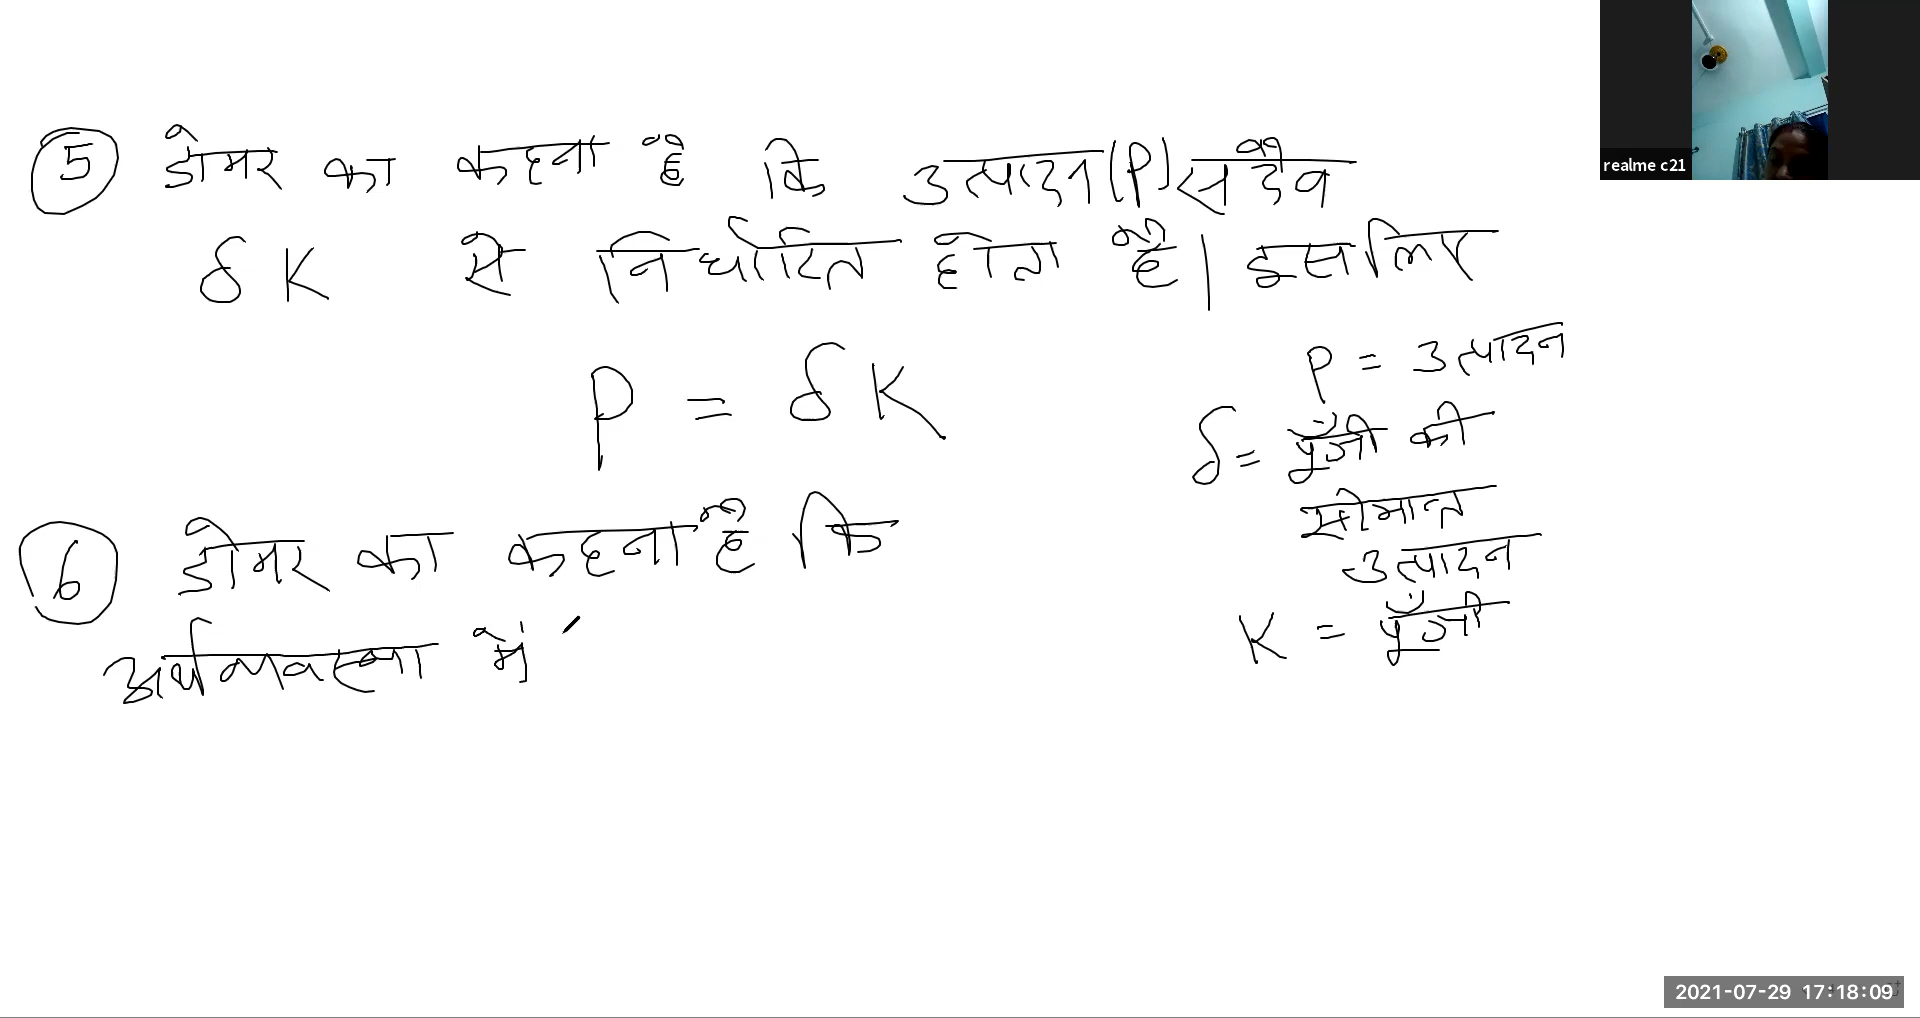 ⑤ डोमर का कहना है कि उत्पादन (P) सदैव
δK से निर्धारित होता है। इसलिए
P = δK
P = उत्पादन
δ = पूँजी की
सीमान्त
उत्पादन
K = पूँजी
⑥ डोमर का कहना है कि
अर्थव्यवस्था में
realme c21
2021-07-29 17:18:09